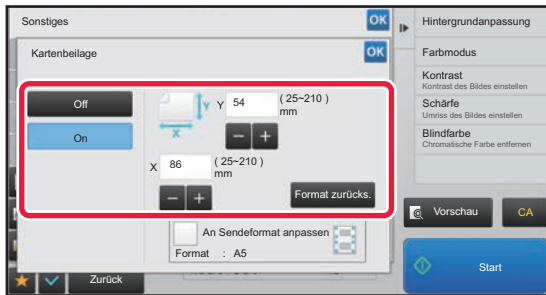 Sonstiges
OK
Kartenbeilage
OK
Off
On
Y
Y
54
( 25~210 )
mm
X
X
86
( 25~210 )
mm
Format zurücks.
An Sendeformat anpassen
Format : A5
Zurück
Hintergrundanpassung
Farbmodus
Kontrast
Kontrast des Bildes einstellen
Schärfe
Umriss des Bildes einstellen
Blindfarbe
Chromatische Farbe entfernen
Vorschau
CA
Start